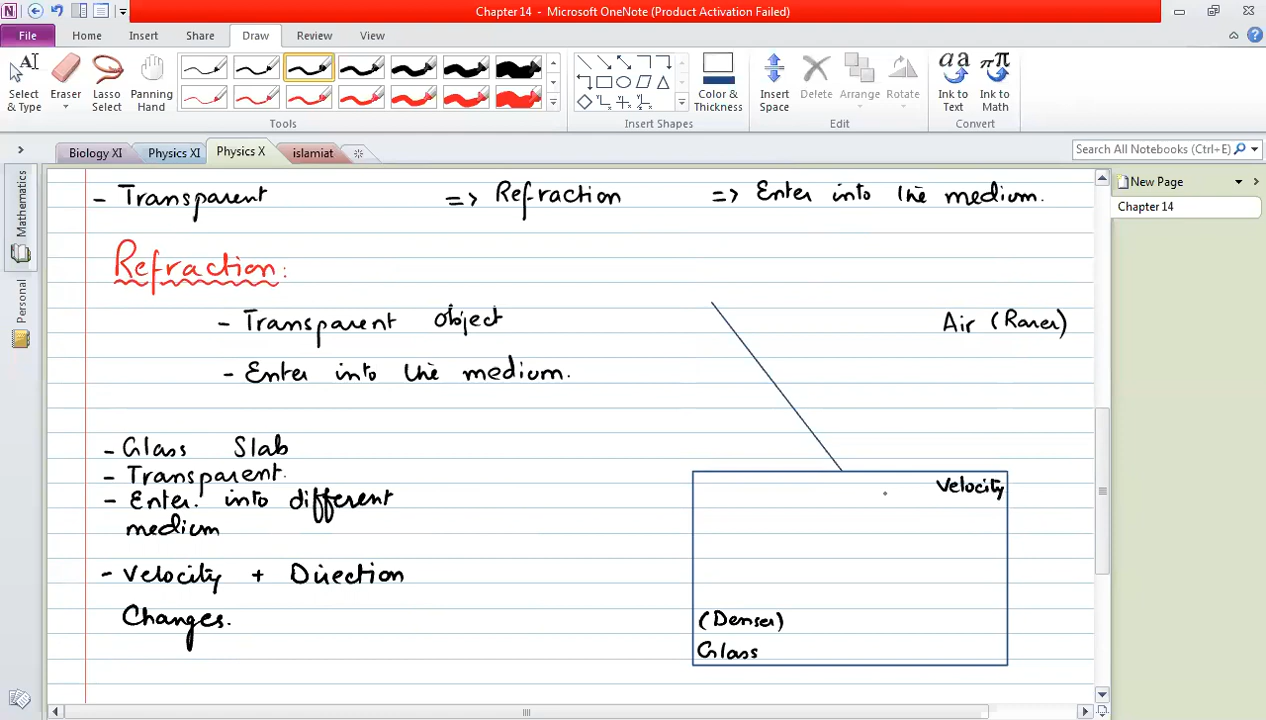 Chapter 14 - Microsoft OneNote (Product Activation Failed)
File Home Insert Share Draw Review View
Select & Type
Eraser
Lasso Select
Panning Hand
Color & Thickness
Insert Space
Delete
Arrange
Rotate
Ink to Text
Ink to Math
Tools
Insert Shapes
Edit
Convert
Biology XI Physics XI Physics X islamiat
Search All Notebooks (Ctrl+E)
New Page
Chapter 14
Mathematics
Personal
- Transparent => Refraction => Enter into the medium.
Refraction:
- Transparent object
- Enter into the medium.
Air (Rarer)
- Glass Slab
- Transparent.
- Enter. into different
medium
- Velocity + Direction
Changes.
Velocity
(Denser)
Glass